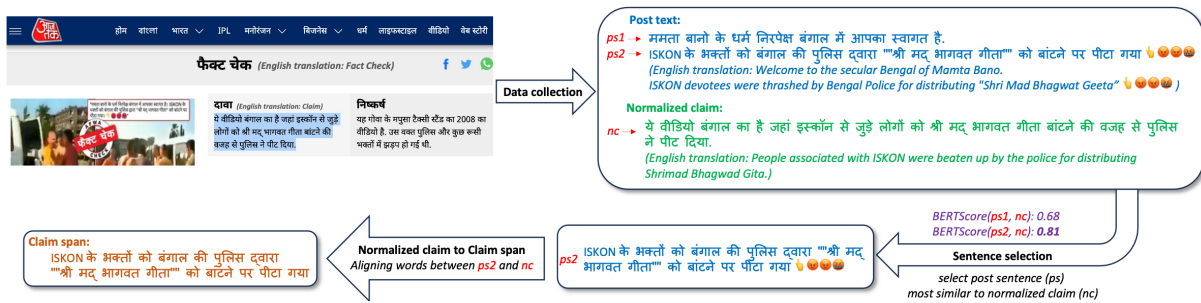 आज तक
होम वीडियो भारत IPL मनोरंजन बिजनेस धर्म लाइफस्टाइल वीडियो वेब स्टोरी
फैक्ट चेक (English translation: Fact Check)
दावा (English translation: Claim)
ये वीडियो बंगाल का है जहां इस्कॉन से जुड़े
लोगों को श्री मद् भागवत गीता बांटने की
वजह से पुलिस ने पीट दिया.
निष्कर्ष
यह गोवा के मपुसा टैक्सी स्टैंड का 2008 का
वीडियो है. उस वक्त पुलिस और कुछ रूसी
भक्तों में झड़प हो गई थी.
फैक्ट चेक
Data collection
Post text:
ps1 → ममता बानो के धर्म निरपेक्ष बंगाल में आपका स्वागत है.
ps2 → ISKON के भक्तों को बंगाल की पुलिस द्वारा ""श्री मद् भागवत गीता"" को बांटने पर पीटा गया 👆😡😡🤬
(English translation: Welcome to the secular Bengal of Mamta Bano.
ISKON devotees were thrashed by Bengal Police for distributing "Shri Mad Bhagwat Geeta" 👆😡😡🤬 )
Normalized claim:
nc → ये वीडियो बंगाल का है जहां इस्कॉन से जुड़े लोगों को श्री मद् भागवत गीता बांटने की वजह से पुलिस
ने पीट दिया.
(English translation: People associated with ISKON were beaten up by the police for distributing
Shrimad Bhagwad Gita.)
BERTScore(ps1, nc): 0.68
BERTScore(ps2, nc): 0.81
Sentence selection
select post sentence (ps)
most similar to normalized claim (nc)
ps2 ISKON के भक्तों को बंगाल की पुलिस द्वारा ""श्री मद्
भागवत गीता"" को बांटने पर पीटा गया 👆😡😡🤬
Normalized claim to Claim span
Aligning words between ps2 and nc
Claim span:
ISKON के भक्तों को बंगाल की पुलिस द्वारा
""श्री मद् भागवत गीता"" को बांटने पर पीटा गया